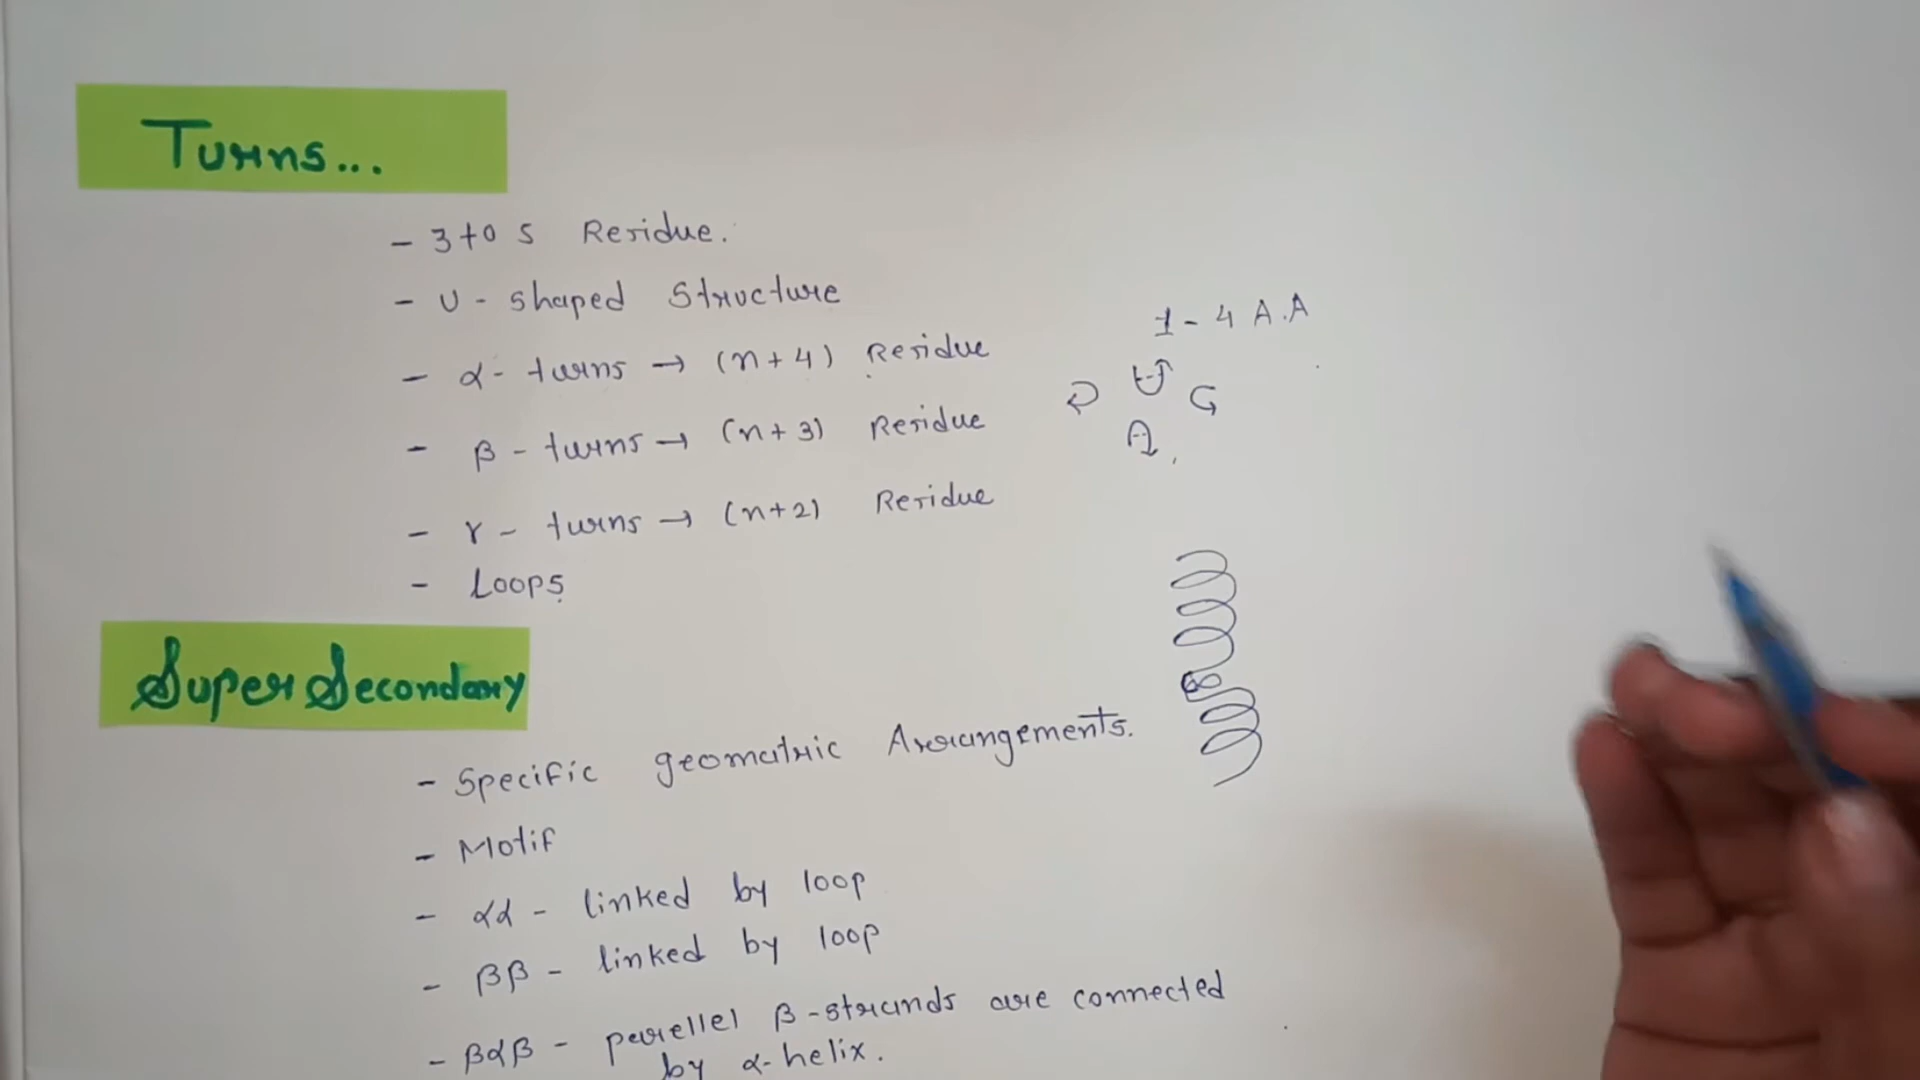 Turns...
- 3 to 5 Residue.
- U - shaped Structure
1 - 4 A.A
- α - turns → (n + 4) Residue
- β - turns → (n + 3) Residue
- γ - turns → (n+2) Residue
- Loops
Super Secondary
- Specific geomatric Arrangements.
- Motif
- αα - linked by loop
- ββ - linked by loop
- βαβ - parellel β-strands are connected
by α-helix.